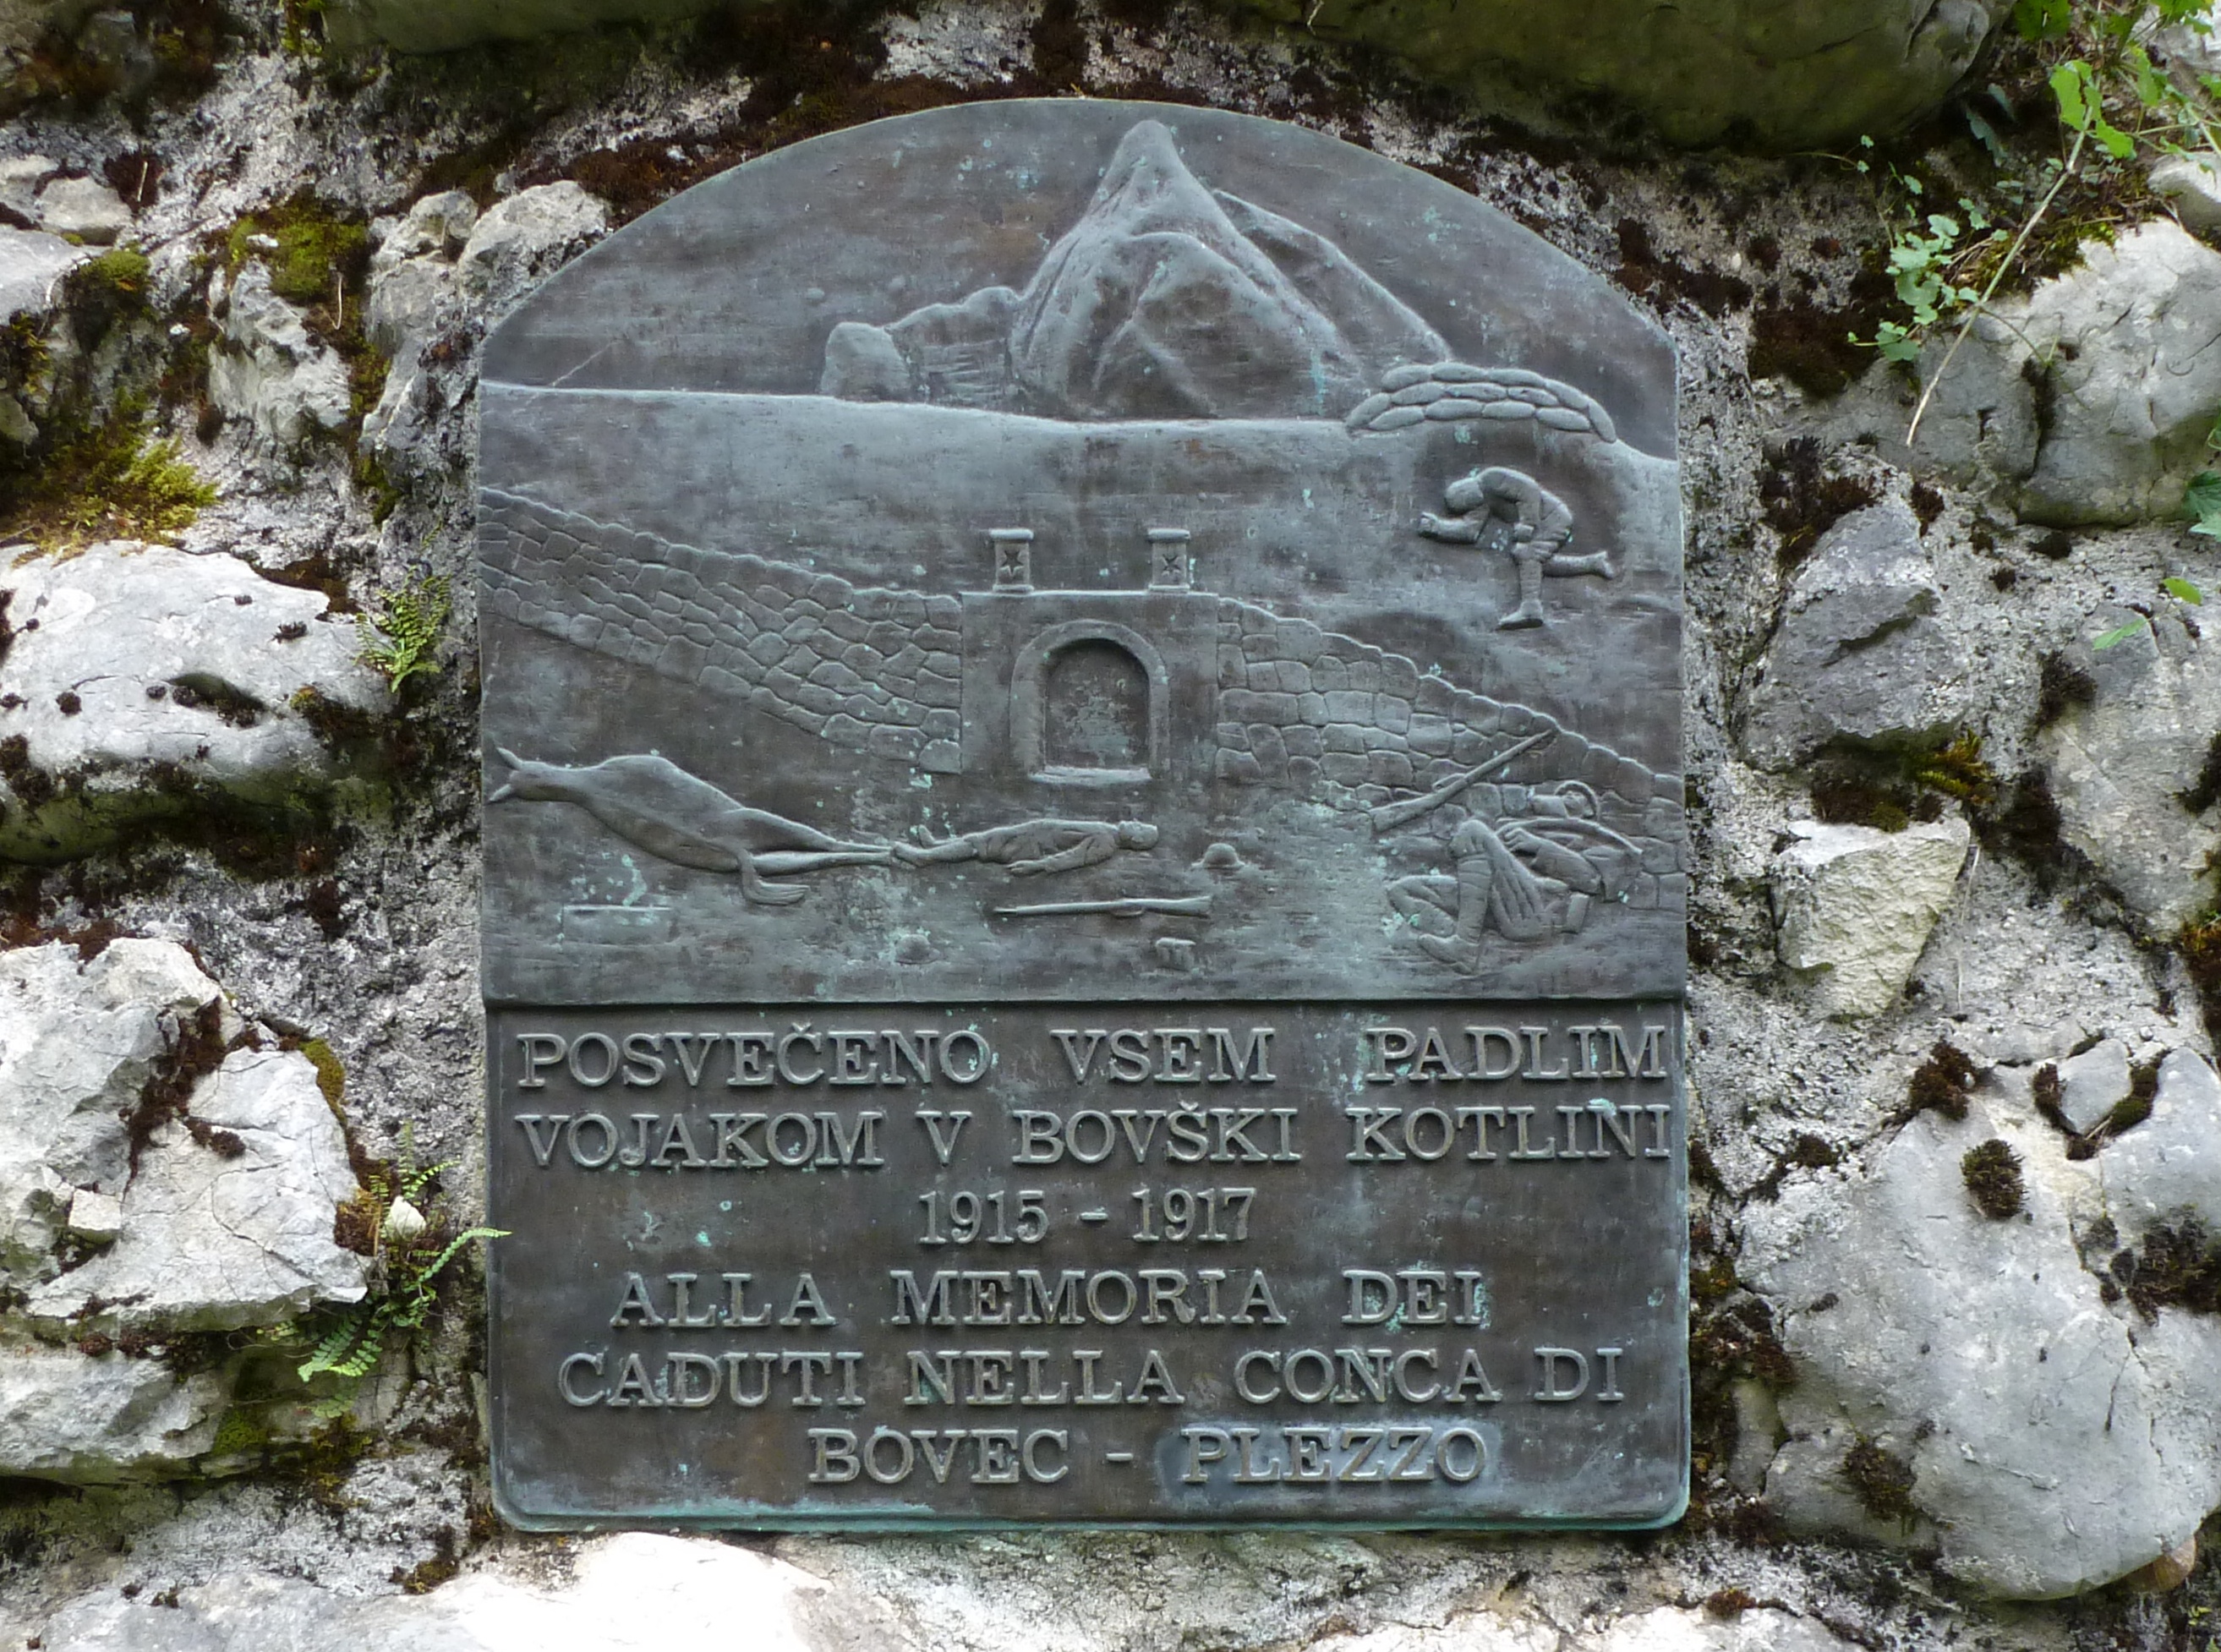 POSVEČENO VSEM PADLIM
VOJAKOM V BOVŠKI KOTLINI
1915 - 1917
ALLA MEMORIA DEI
CADUTI NELLA CONCA DI
BOVEC - PLEZZO